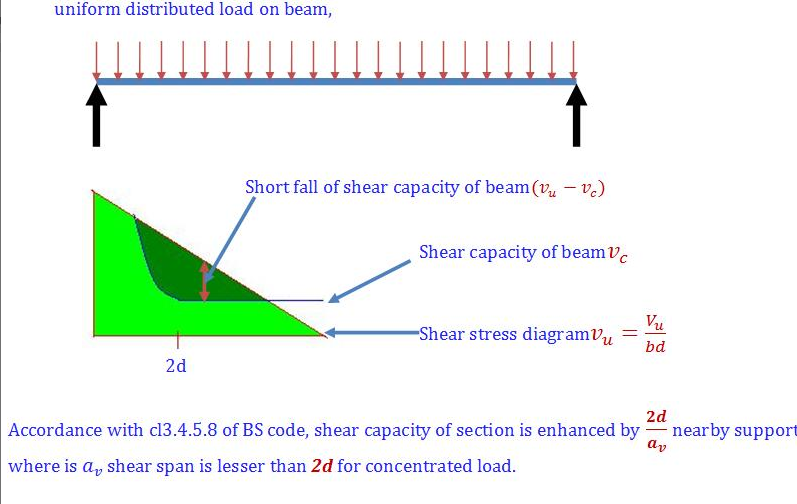 uniform distributed load on beam,
Short fall of shear capacity of beam (v_u − v_c)
Shear capacity of beam v_c
Shear stress diagram v_u = V_u / bd
2d
Accordance with cl3.4.5.8 of BS code, shear capacity of section is enhanced by 2d / a_v nearby support
where is a_v shear span is lesser than 2d for concentrated load.